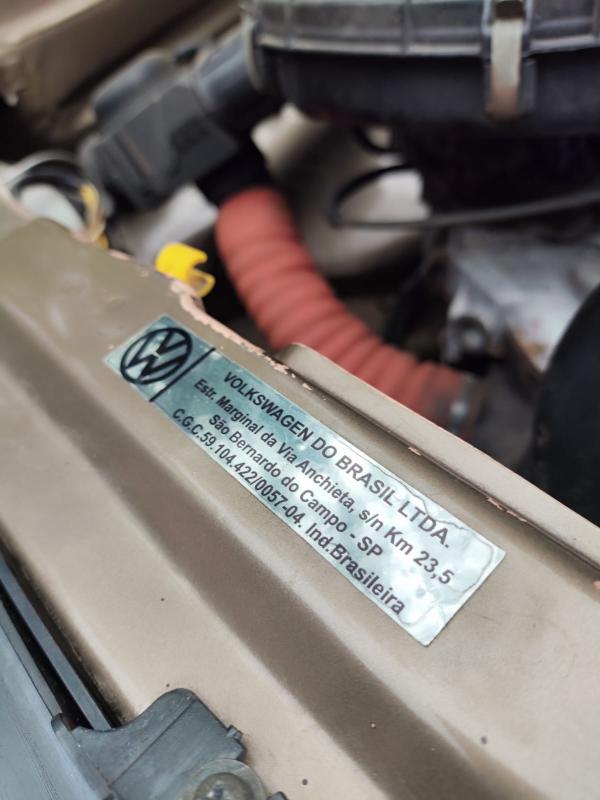 VOLKSWAGEN DO BRASIL LTDA.
Estr. Marginal da Via Anchieta, s/n Km 23,5
São Bernardo do Campo - SP
C.G.C.59.104.422/0057-04. Ind.Brasileira